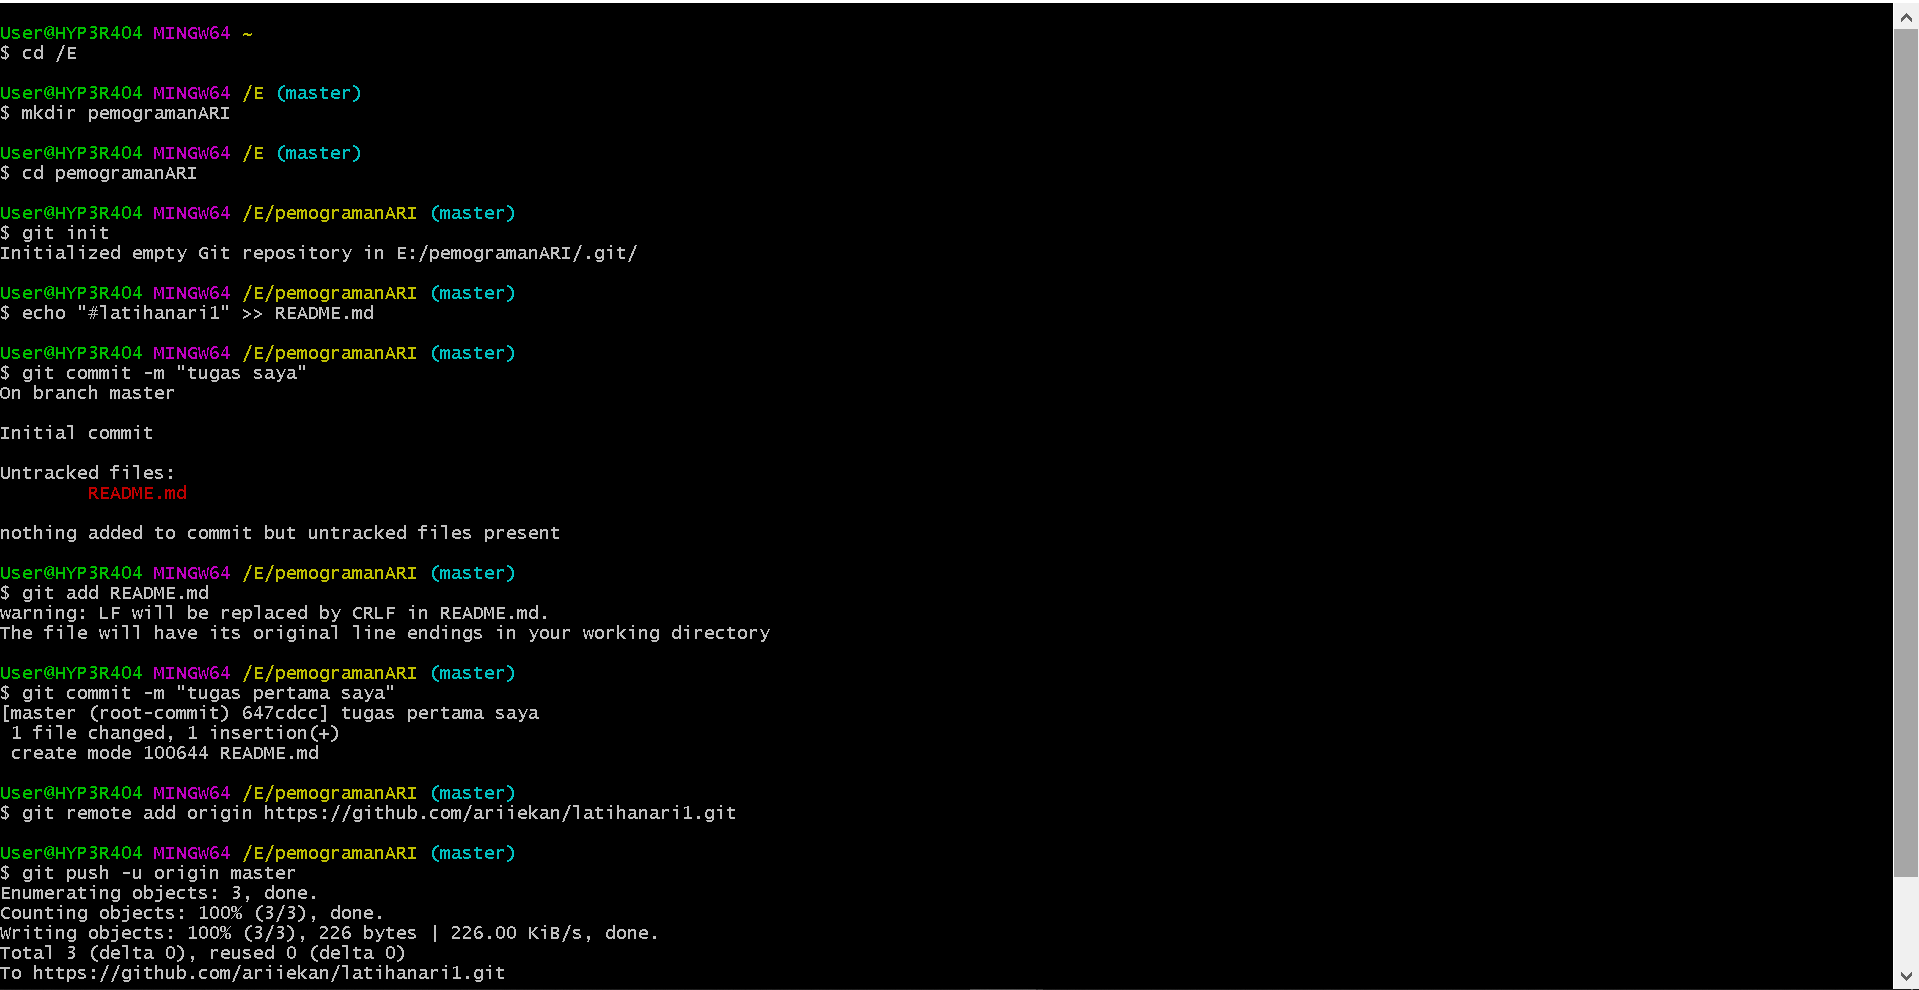 User@HYP3R404 MINGW64 ~
$ cd /E
User@HYP3R404 MINGW64 /E (master)
$ mkdir pemogramanARI
User@HYP3R404 MINGW64 /E (master)
$ cd pemogramanARI
User@HYP3R404 MINGW64 /E/pemogramanARI (master)
$ git init
Initialized empty Git repository in E:/pemogramanARI/.git/
User@HYP3R404 MINGW64 /E/pemogramanARI (master)
$ echo "#latihanari1" >> README.md
User@HYP3R404 MINGW64 /E/pemogramanARI (master)
$ git commit -m "tugas saya"
On branch master
Initial commit
Untracked files:
README.md
nothing added to commit but untracked files present
User@HYP3R404 MINGW64 /E/pemogramanARI (master)
$ git add README.md
warning: LF will be replaced by CRLF in README.md.
The file will have its original line endings in your working directory
User@HYP3R404 MINGW64 /E/pemogramanARI (master)
$ git commit -m "tugas pertama saya"
[master (root-commit) 647cdcc] tugas pertama saya
1 file changed, 1 insertion(+)
create mode 100644 README.md
User@HYP3R404 MINGW64 /E/pemogramanARI (master)
$ git remote add origin https://github.com/ariiekan/latihanari1.git
User@HYP3R404 MINGW64 /E/pemogramanARI (master)
$ git push -u origin master
Enumerating objects: 3, done.
Counting objects: 100% (3/3), done.
Writing objects: 100% (3/3), 226 bytes | 226.00 KiB/s, done.
Total 3 (delta 0), reused 0 (delta 0)
To https://github.com/ariiekan/latihanari1.git